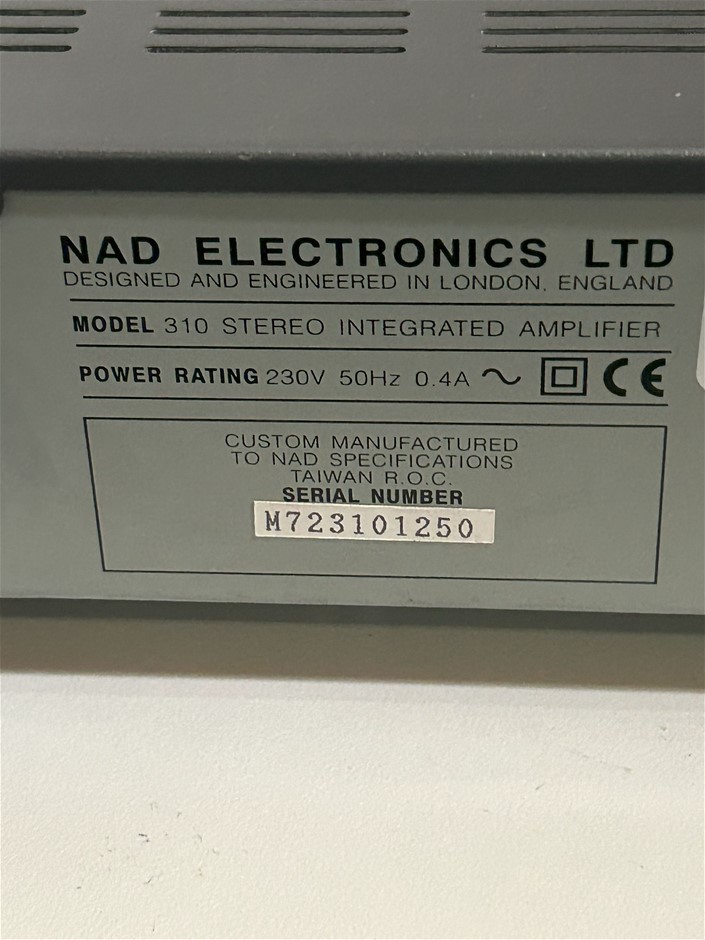 NAD ELECTRONICS LTD
DESIGNED AND ENGINEERED IN LONDON. ENGLAND
MODEL 310 STEREO INTEGRATED AMPLIFIER
POWER RATING 230V 50Hz 0.4A ~ CE
CUSTOM MANUFACTURED
TO NAD SPECIFICATIONS
TAIWAN R.O.C.
SERIAL NUMBER
M723101250